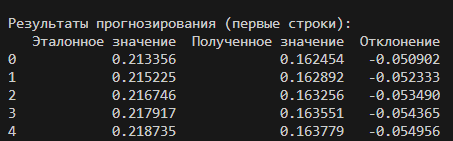 Результаты прогнозирования (первые строки):
Эталонное значение Полученное значение Отклонение
0 0.213356 0.162454 -0.050902
1 0.215225 0.162892 -0.052333
2 0.216746 0.163256 -0.053490
3 0.217917 0.163551 -0.054365
4 0.218735 0.163779 -0.054956